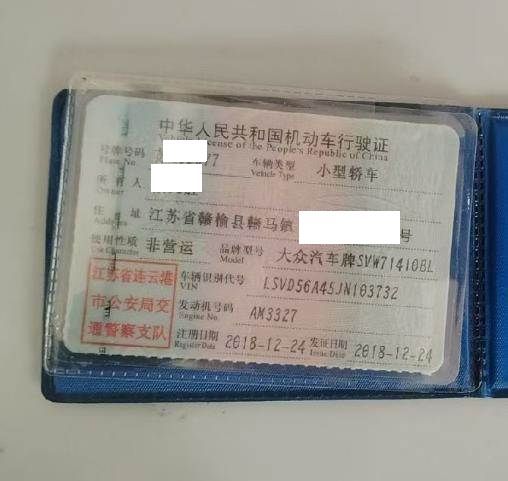 中华人民共和国机动车行驶证
Vehicle License of the People's Republic of China
号牌号码 77 车辆类型 小型轿车
Plate No. Vehicle Type
所有人
Owner
住 址 江苏省赣榆县赣马镇 号
Address
使用性质 非营运 品牌型号 大众汽车牌SVW71410BL
Use Character Model
江苏省连云港 车辆识别代号 LSVD56A45JN103732
VIN
市公安局交 发动机号码 AM3327
Engine No.
通警察支队 注册日期 2018-12-24 发证日期 2018-12-24
Register Date Issue Date